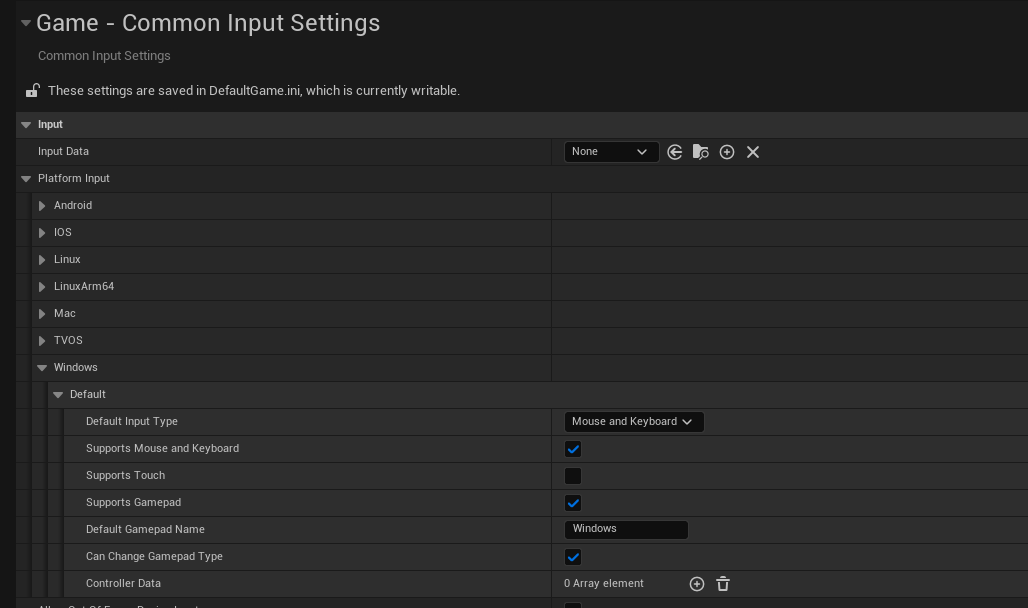 Game - Common Input Settings
Common Input Settings
These settings are saved in DefaultGame.ini, which is currently writable.
Input
Input Data None
Platform Input
Android
IOS
Linux
LinuxArm64
Mac
TVOS
Windows
Default
Default Input Type Mouse and Keyboard
Supports Mouse and Keyboard
Supports Touch
Supports Gamepad
Default Gamepad Name Windows
Can Change Gamepad Type
Controller Data 0 Array element